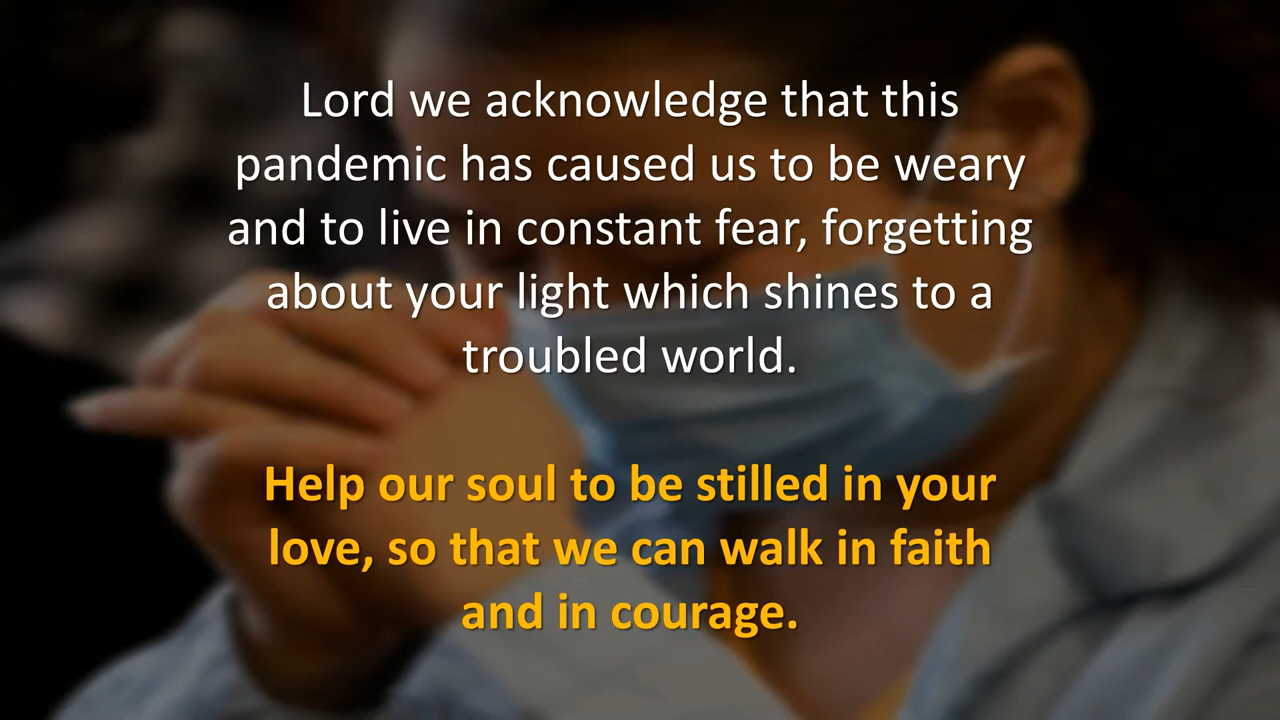 Lord we acknowledge that this
pandemic has caused us to be weary
and to live in constant fear, forgetting
about your light which shines to a
troubled world.
Help our soul to be stilled in your
love, so that we can walk in faith
and in courage.